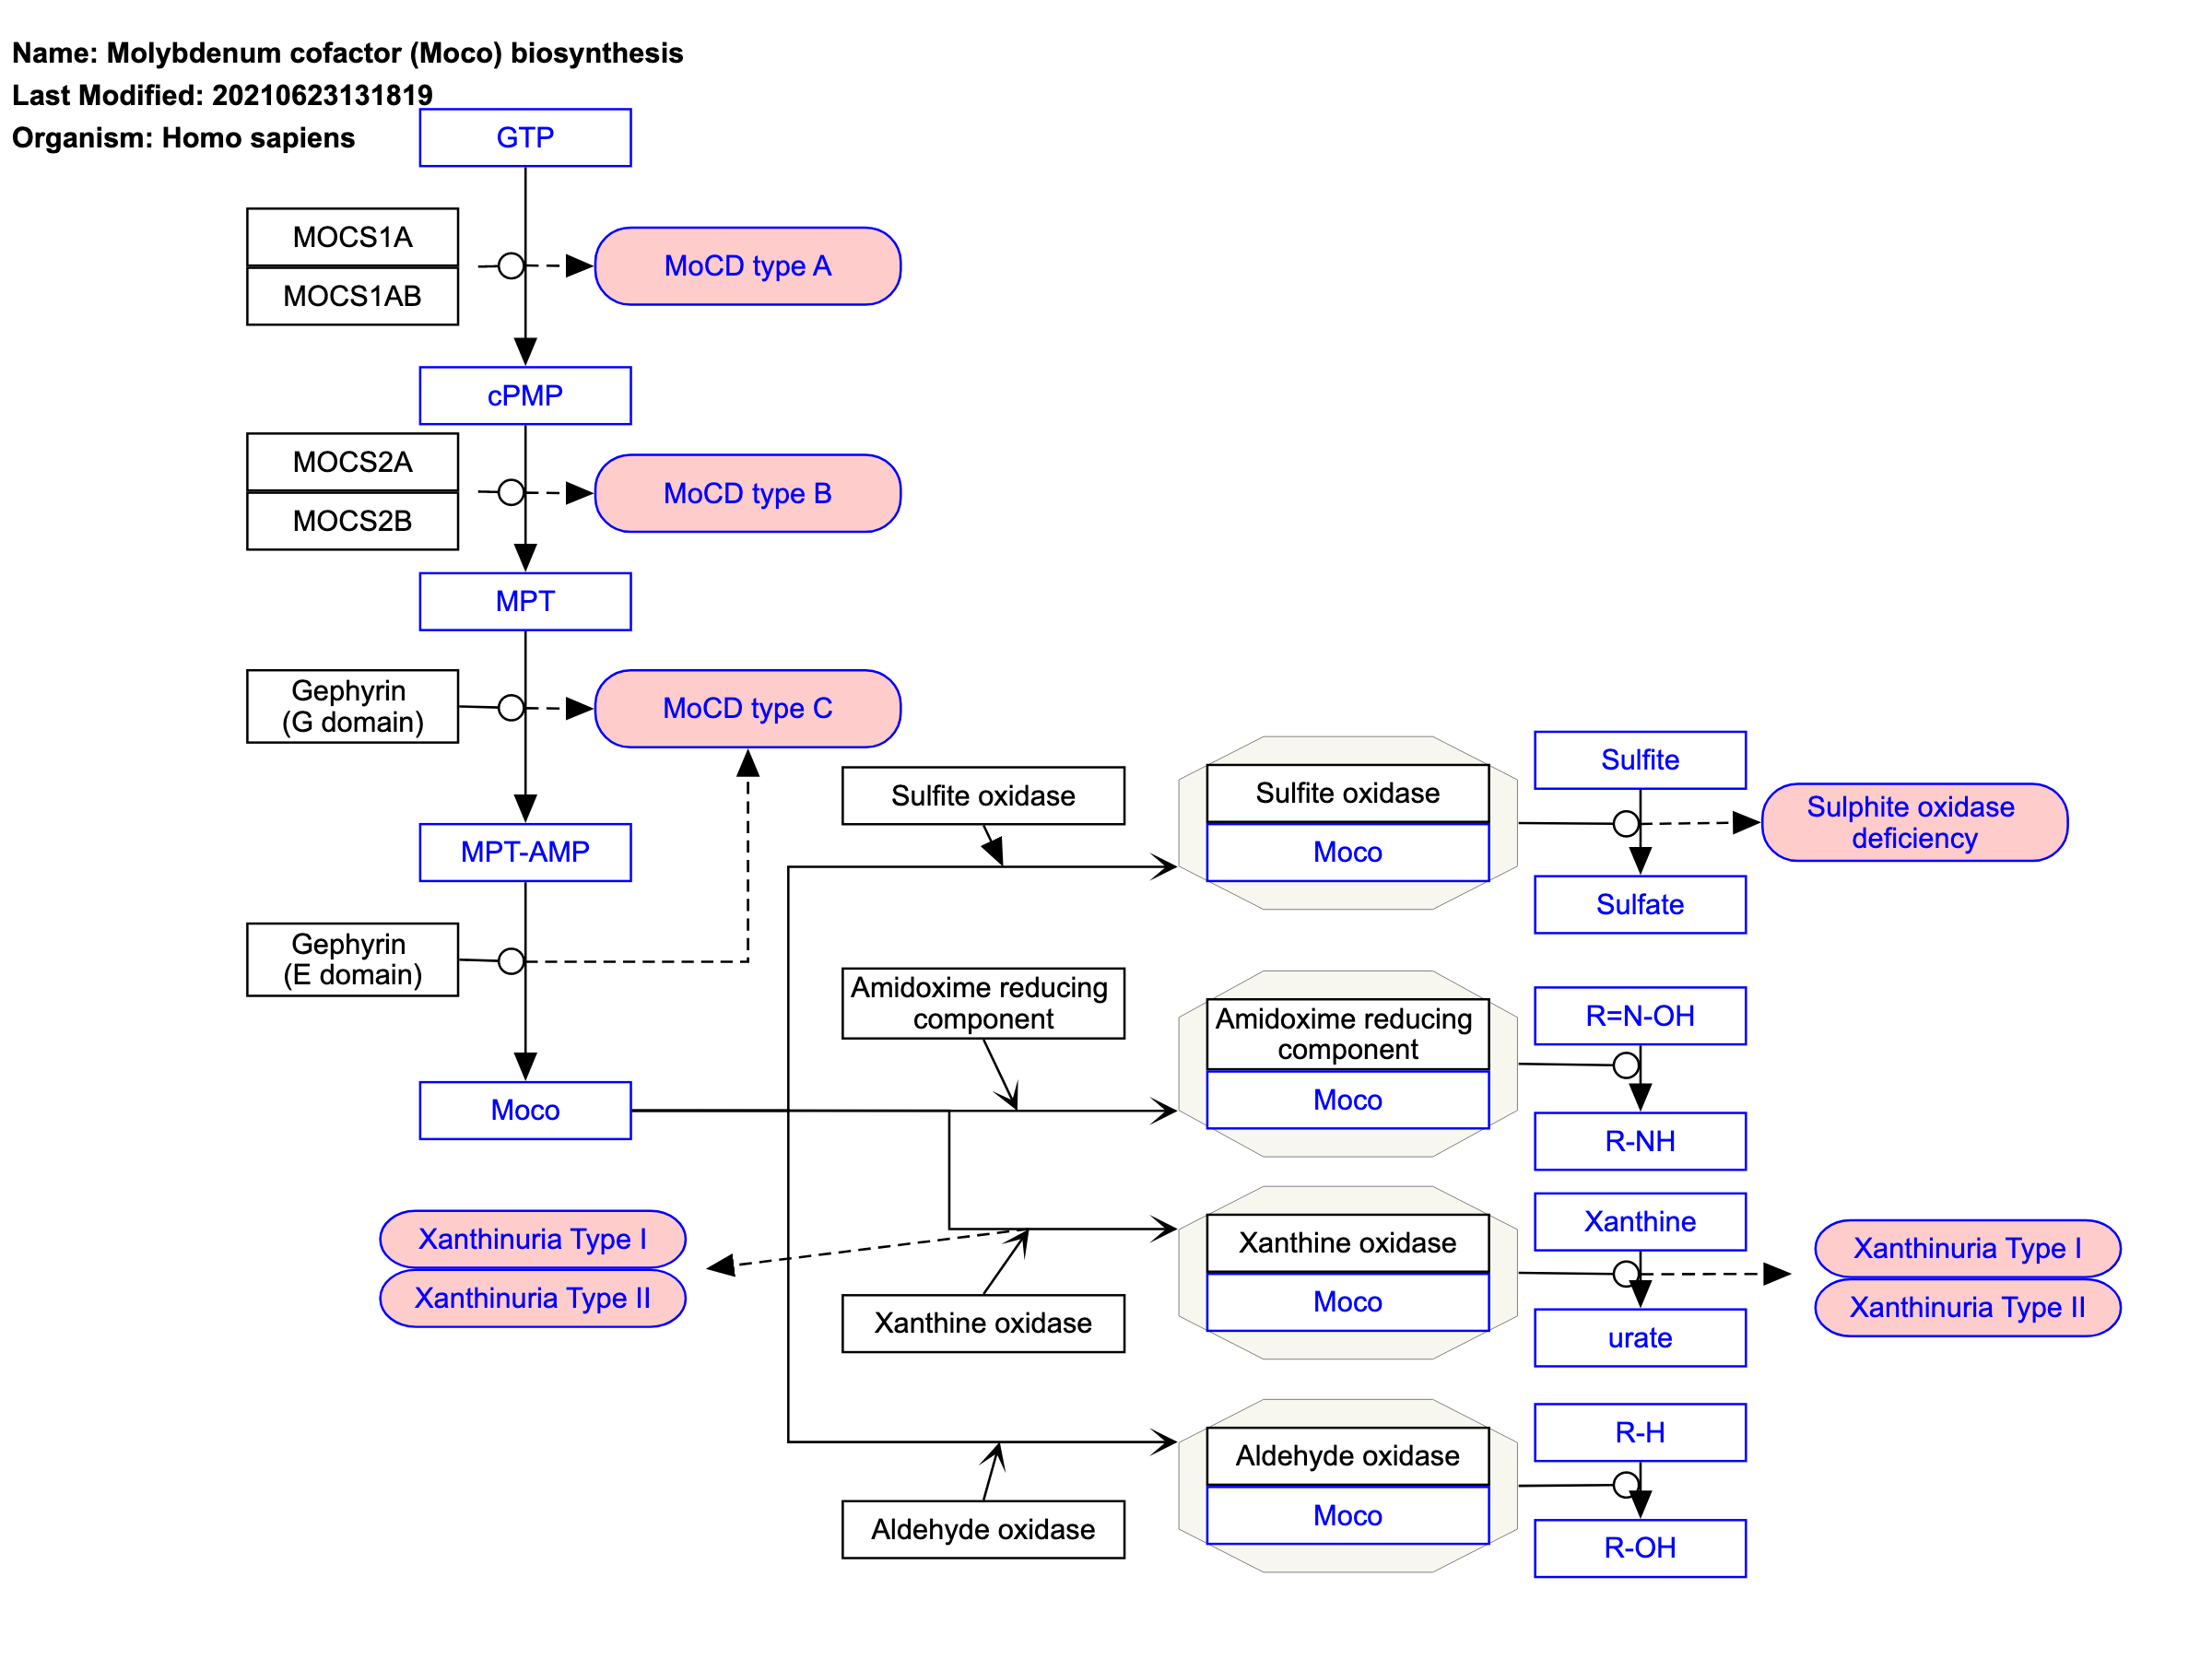 Name: Molybdenum cofactor (Moco) biosynthesis
Last Modified: 20210623131819
Organism: Homo sapiens
GTP
MOCS1A
MOCS1AB
MoCD type A
cPMP
MOCS2A
MOCS2B
MoCD type B
MPT
Gephyrin
(G domain)
MoCD type C
MPT-AMP
Gephyrin
(E domain)
Moco
Sulfite oxidase
Sulfite oxidase
Moco
Sulfite
Sulfate
Sulphite oxidase
deficiency
Amidoxime reducing
component
Amidoxime reducing
component
Moco
R=N-OH
R-NH
Xanthinuria Type I
Xanthinuria Type II
Xanthine oxidase
Xanthine oxidase
Moco
Xanthine
urate
Xanthinuria Type I
Xanthinuria Type II
Aldehyde oxidase
Aldehyde oxidase
Moco
R-H
R-OH